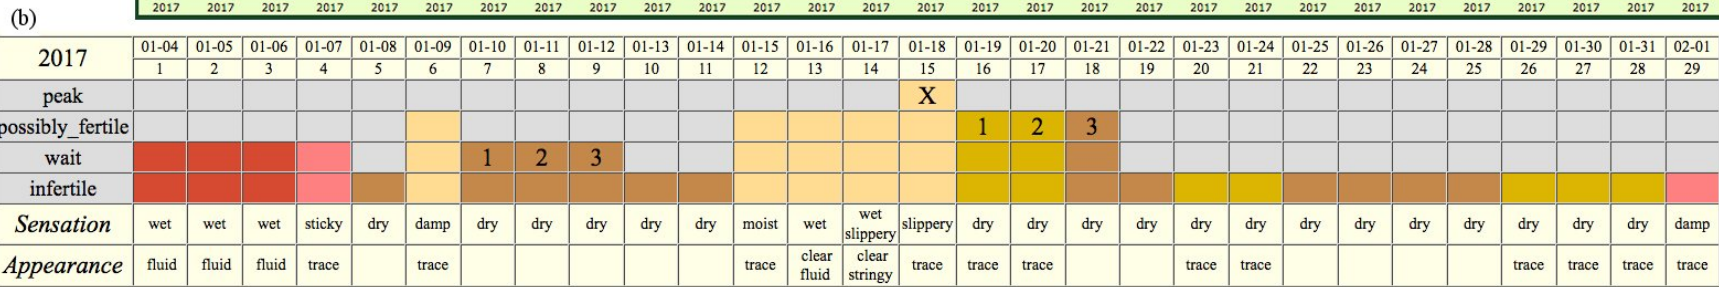 2017 2017 2017 2017 2017 2017 2017 2017 2017 2017 2017 2017 2017 2017 2017 2017 2017 2017 2017 2017 2017 2017 2017 2017 2017 2017 2017 2017 2017
(b)
2017 01-04 01-05 01-06 01-07 01-08 01-09 01-10 01-11 01-12 01-13 01-14 01-15 01-16 01-17 01-18 01-19 01-20 01-21 01-22 01-23 01-24 01-25 01-26 01-27 01-28 01-29 01-30 01-31 02-01
1 2 3 4 5 6 7 8 9 10 11 12 13 14 15 16 17 18 19 20 21 22 23 24 25 26 27 28 29
peak X
possibly_fertile 1 2 3
wait 1 2 3
infertile
Sensation wet wet wet sticky dry damp dry dry dry dry dry moist wet wet slippery slippery dry dry dry dry dry dry dry dry dry dry dry dry dry damp
Appearance fluid fluid fluid trace trace trace clear fluid clear stringy trace trace trace trace trace trace trace trace trace